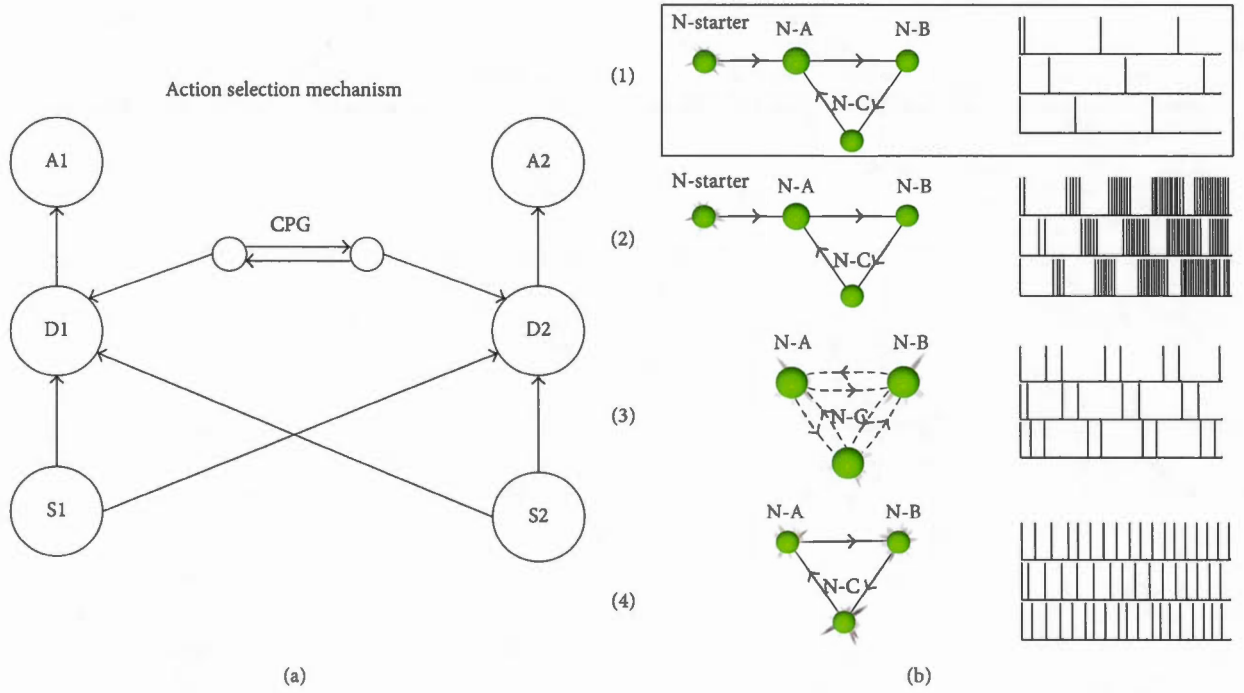 Action selection mechanism
A1
A2
CPG
D1
D2
S1
S2
(a)
N-starter
N-A
N-B
(1)
N-C
N-starter
N-A
N-B
(2)
N-C
N-A
N-B
(3)
N-C
N-A
N-B
N-C
(4)
(b)